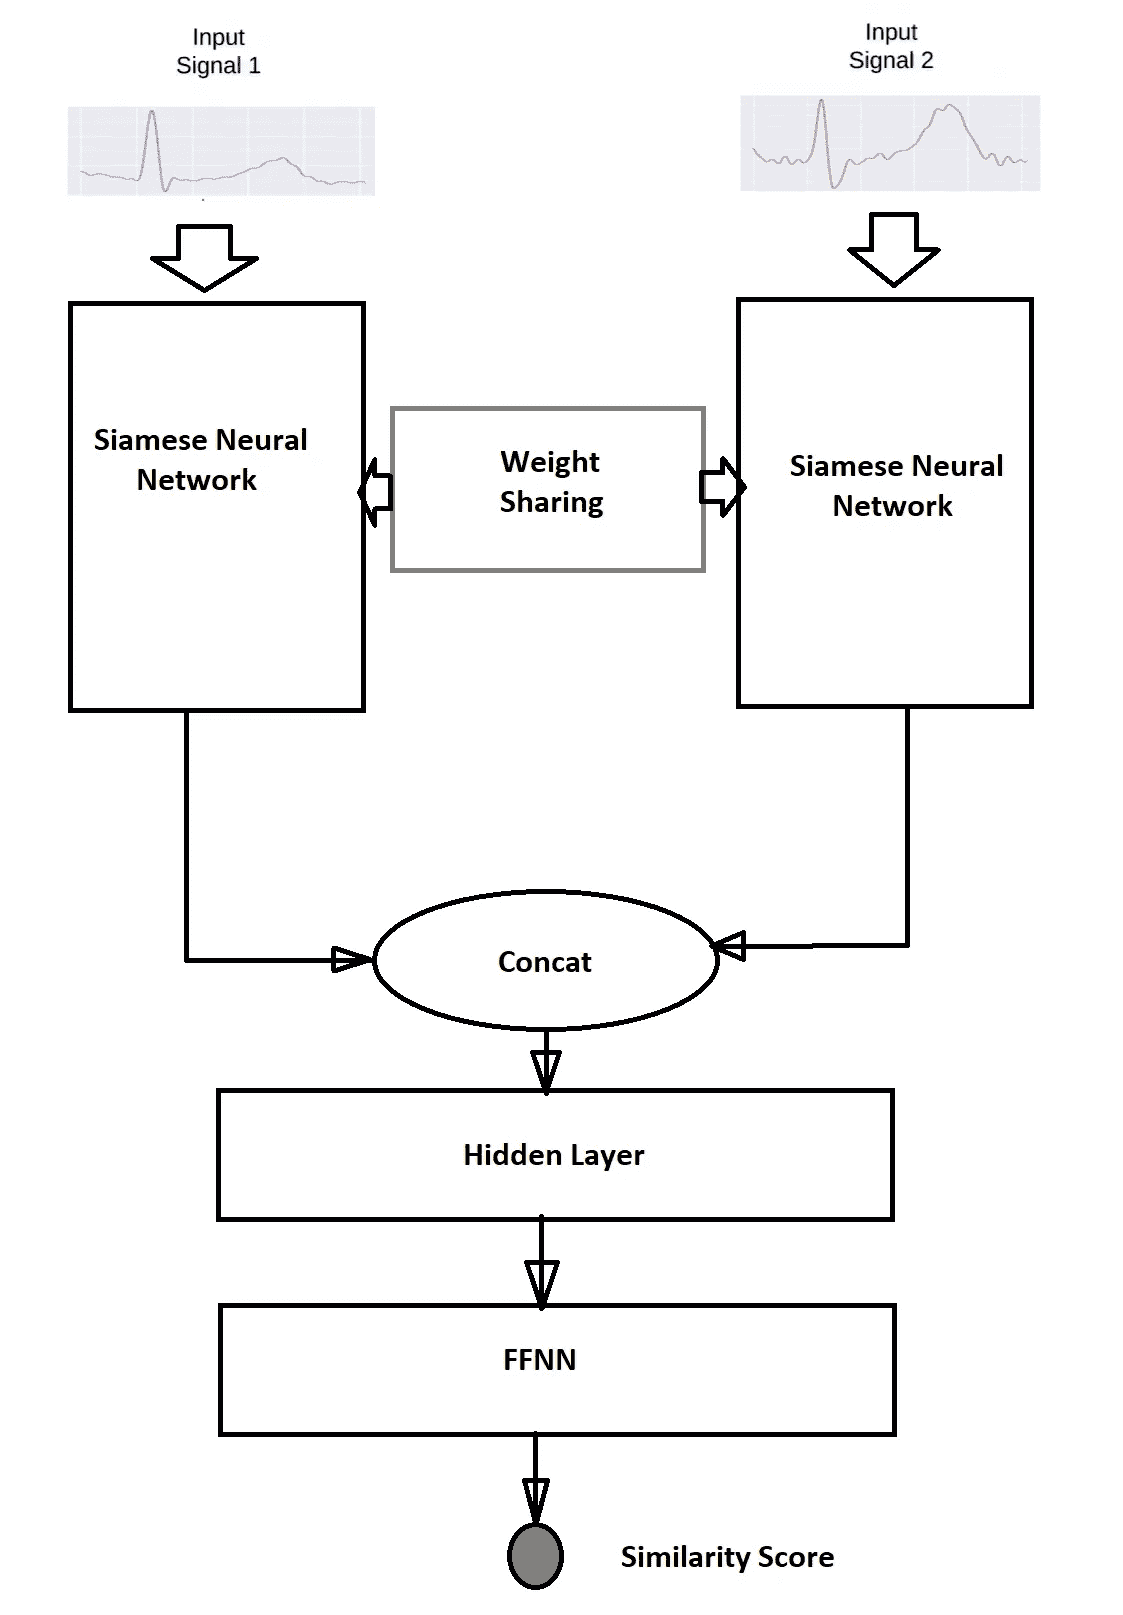 Input
Signal 1
Input
Signal 2
Siamese Neural
Network
Weight
Sharing
Siamese Neural
Network
Concat
Hidden Layer
FFNN
Similarity Score